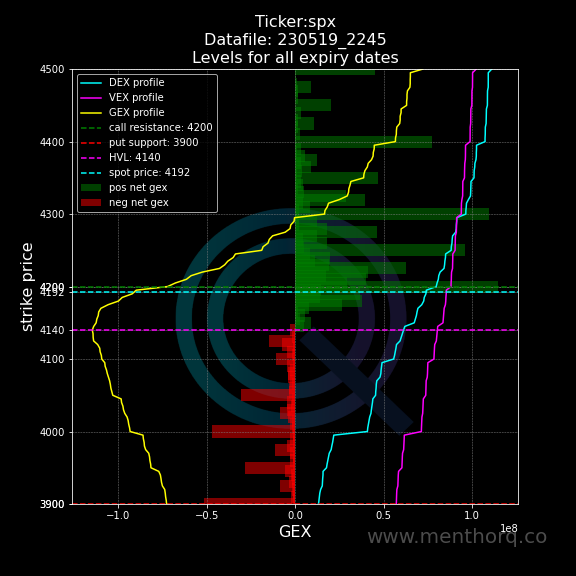 Ticker:spx
Datafile: 230519_2245
Levels for all expiry dates
DEX profile
VEX profile
GEX profile
call resistance: 4200
put support: 3900
HVL: 4140
spot price: 4192
pos net gex
neg net gex
strike price
4500
4400
4300
4200
4192
4140
4100
4000
3900
−1.0
−0.5
0.0
0.5
1.0
1e8
GEX
www.menthorq.co